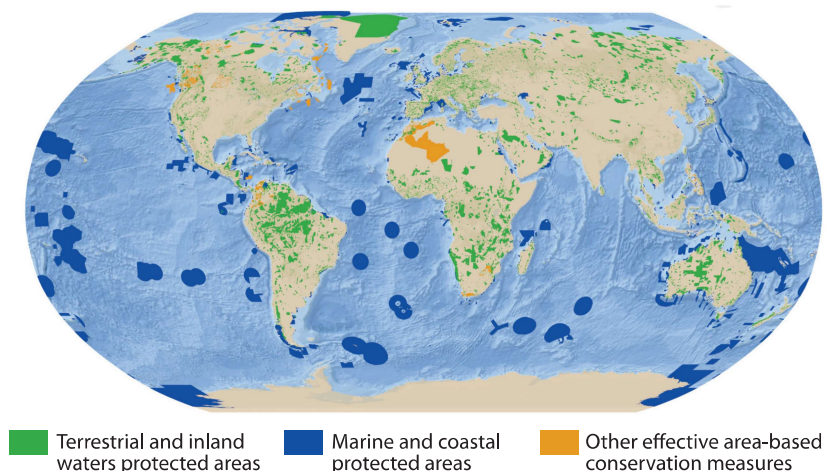 Terrestrial and inland
waters protected areas
Marine and coastal
protected areas
Other effective area-based
conservation measures